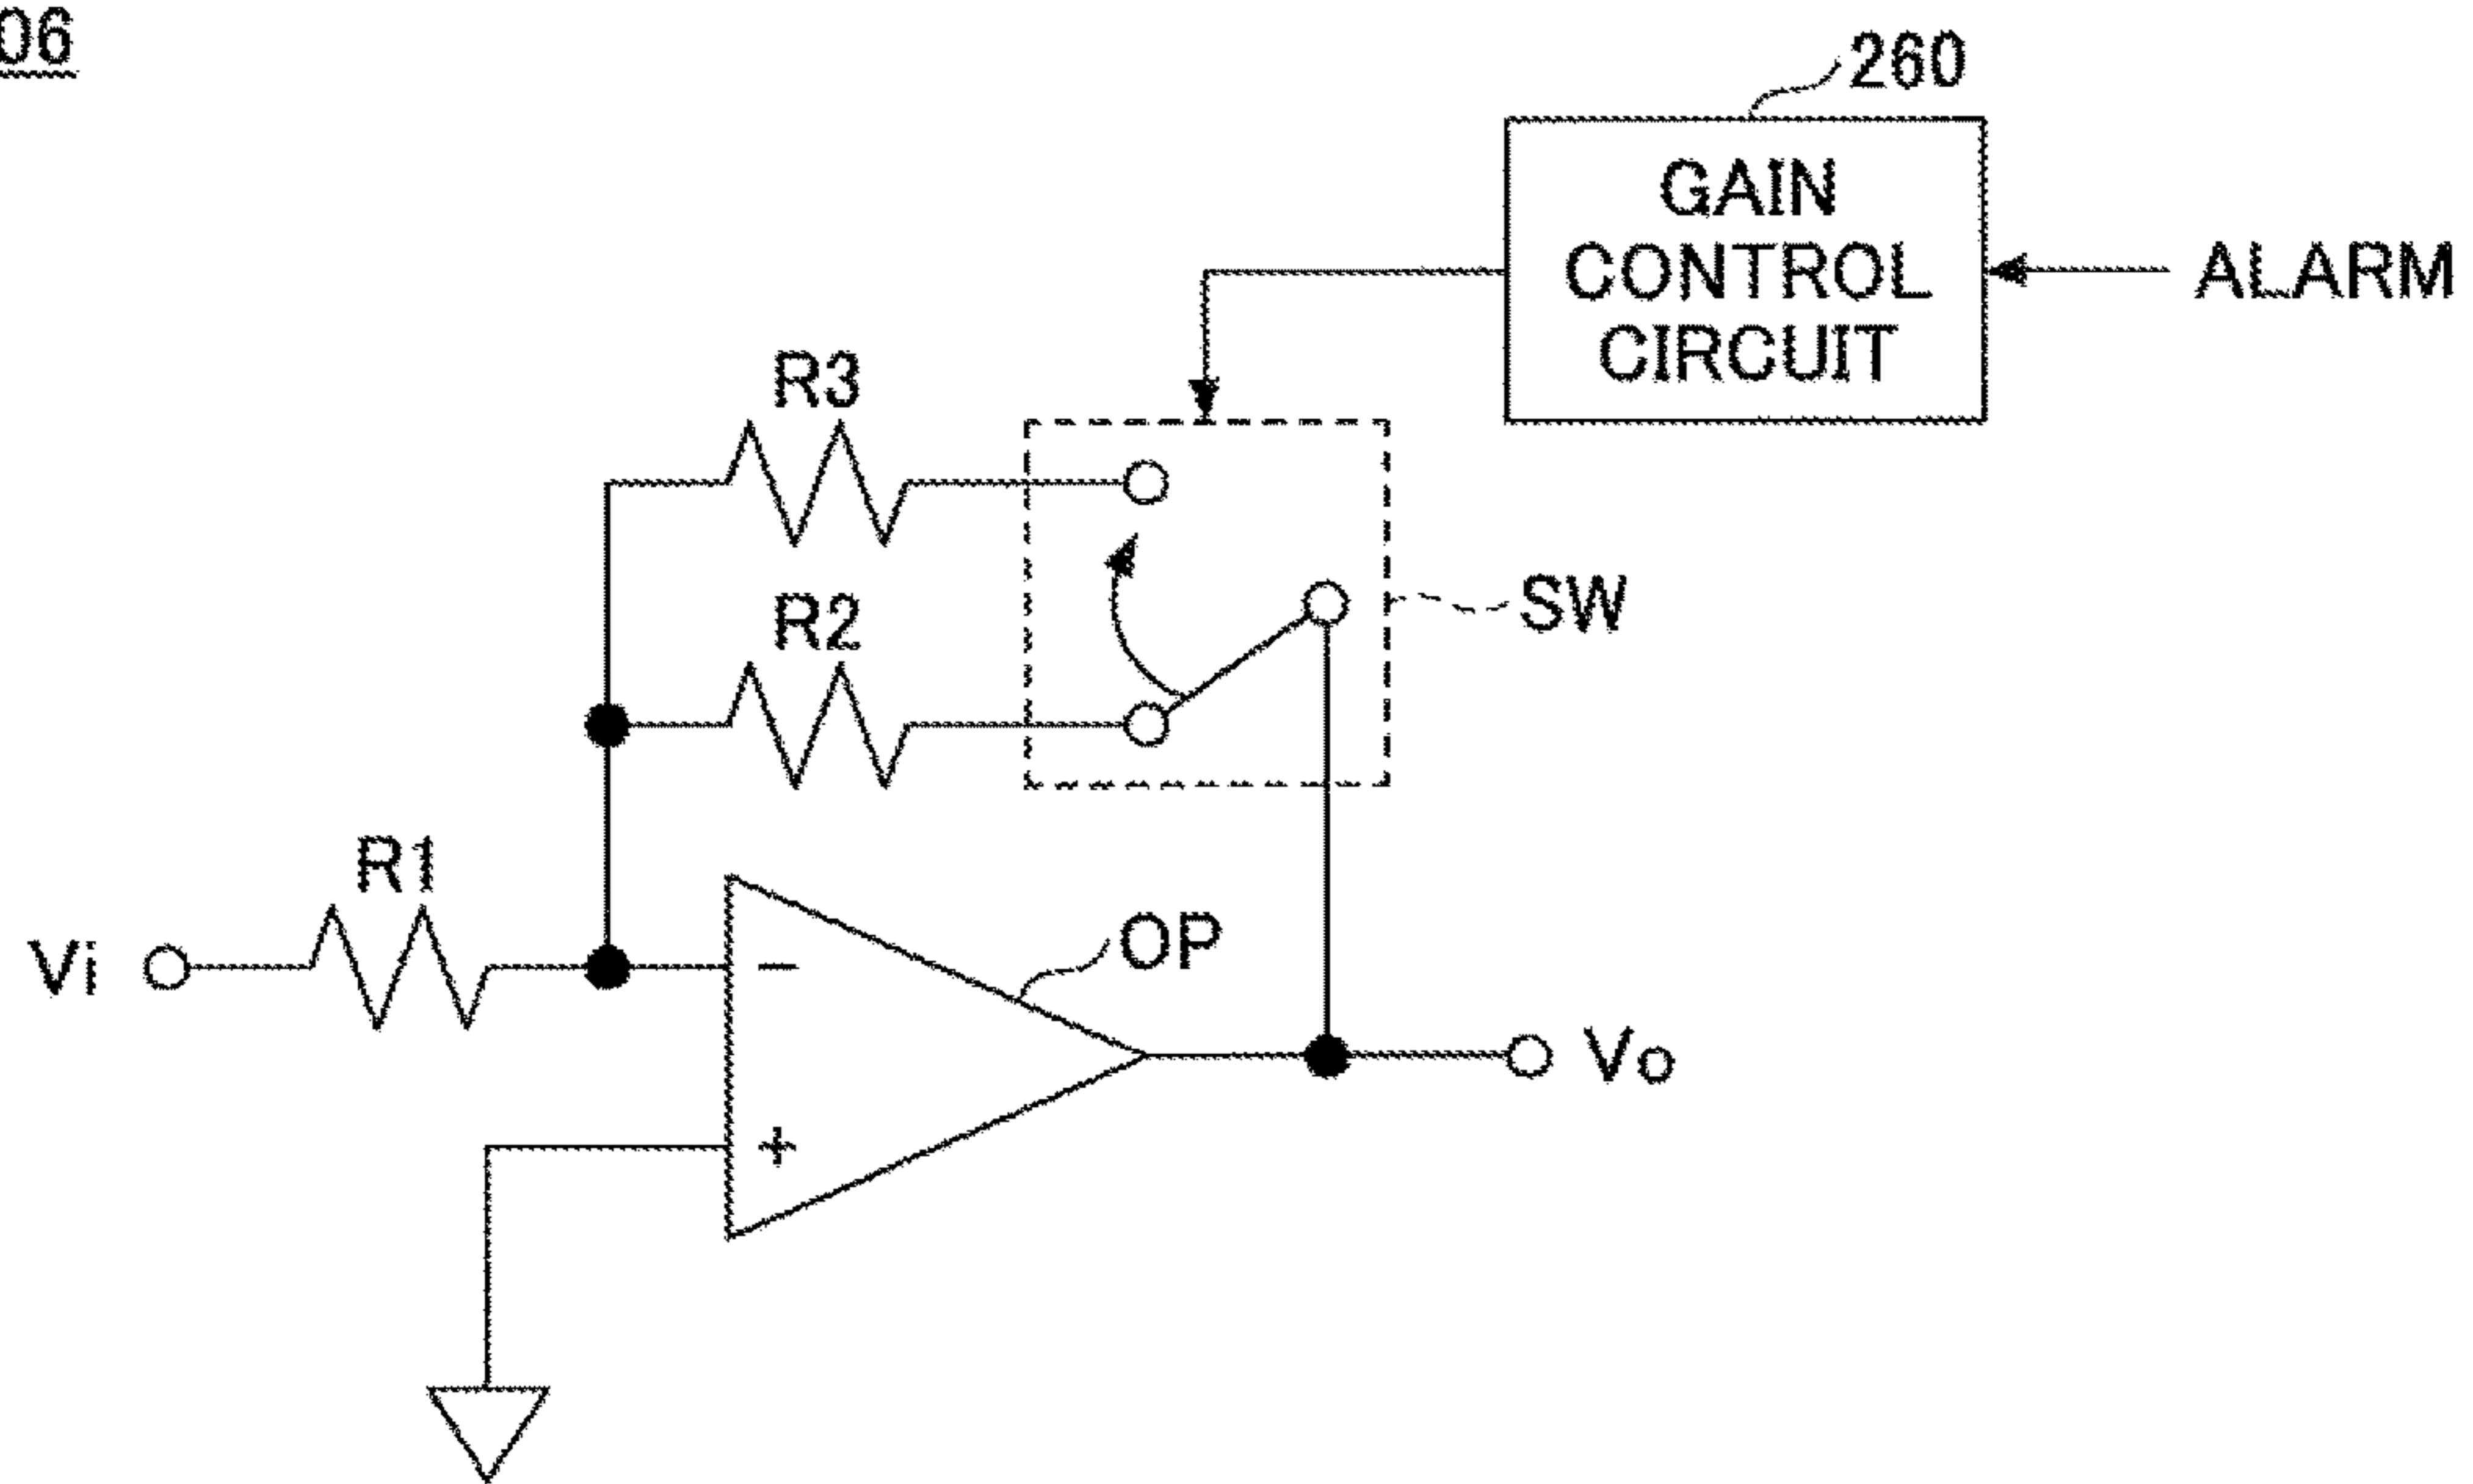 06
260
GAIN
CONTROL
CIRCUIT
ALARM
R3
R2
SW
R1
Vi
OP
−
+
Vo